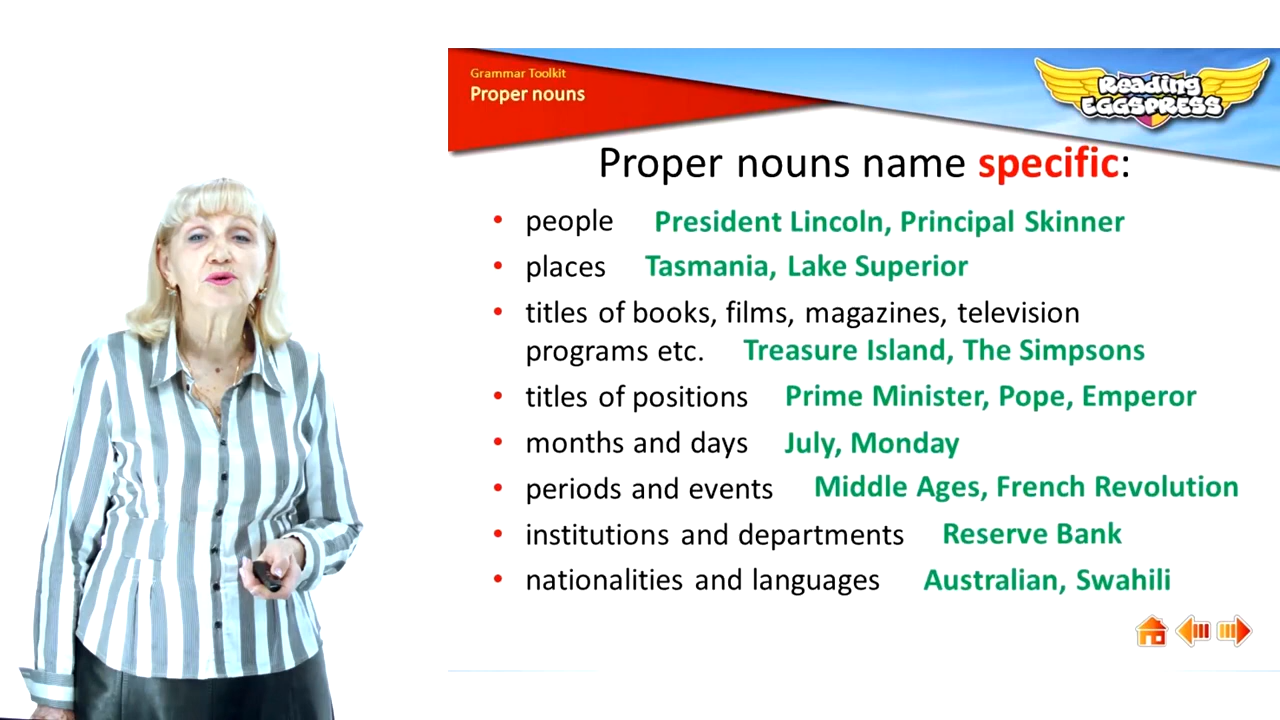 Grammar Toolkit
Proper nouns
Reading
EGGSPRESS
Proper nouns name specific:
• people President Lincoln, Principal Skinner
• places Tasmania, Lake Superior
• titles of books, films, magazines, television
programs etc. Treasure Island, The Simpsons
• titles of positions Prime Minister, Pope, Emperor
• months and days July, Monday
• periods and events Middle Ages, French Revolution
• institutions and departments Reserve Bank
• nationalities and languages Australian, Swahili